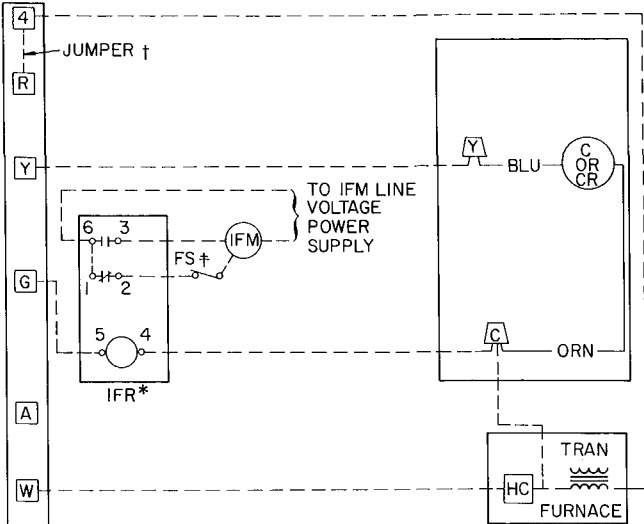 4
JUMPER †
R
Y
Y
BLU
C
OR
CR
TO IFM LINE
VOLTAGE
POWER
SUPPLY
6 3
IFM
FS ‡
1 2
G
C
5 4
ORN
IFR*
A
TRAN
W
HC
FURNACE